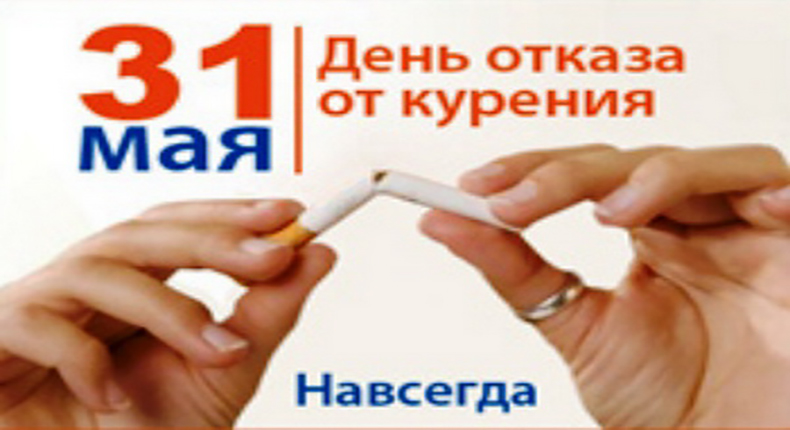 31
мая
День отказа
от курения
Навсегда